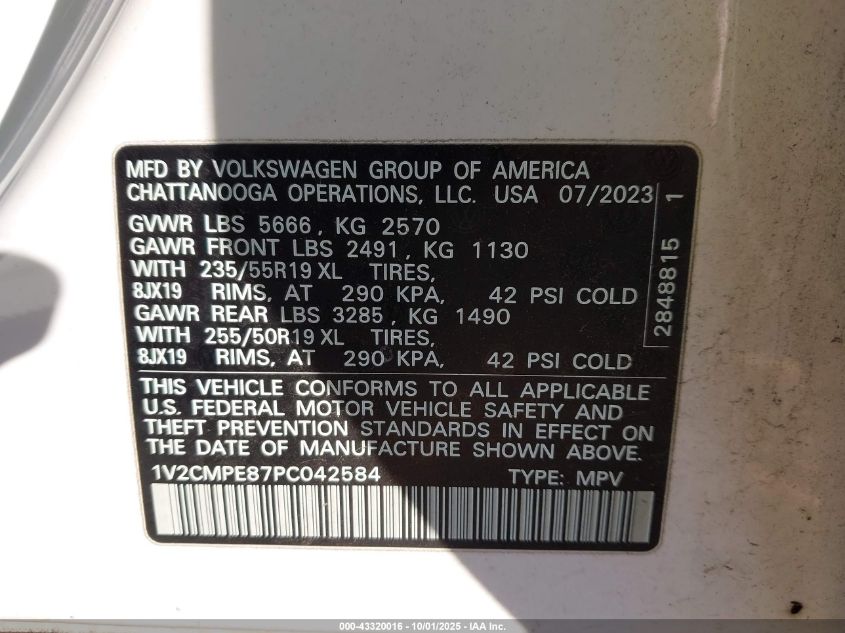 MFD BY VOLKSWAGEN GROUP OF AMERICA
CHATTANOOGA OPERATIONS, LLC. USA 07/2023
GVWR LBS 5666, KG 2570
GAWR FRONT LBS 2491, KG 1130
WITH 235/55R19 XL TIRES,
8JX19 RIMS, AT 290 KPA, 42 PSI COLD
GAWR REAR LBS 3285, KG 1490
WITH 255/50R19 XL TIRES,
8JX19 RIMS, AT 290 KPA, 42 PSI COLD
2848815 1
THIS VEHICLE CONFORMS TO ALL APPLICABLE
U.S. FEDERAL MOTOR VEHICLE SAFETY AND
THEFT PREVENTION STANDARDS IN EFFECT ON
THE DATE OF MANUFACTURE SHOWN ABOVE.
1V2CMPE87PC042584 TYPE: MPV
000-43320016 - 10/01/2025 - IAA Inc.